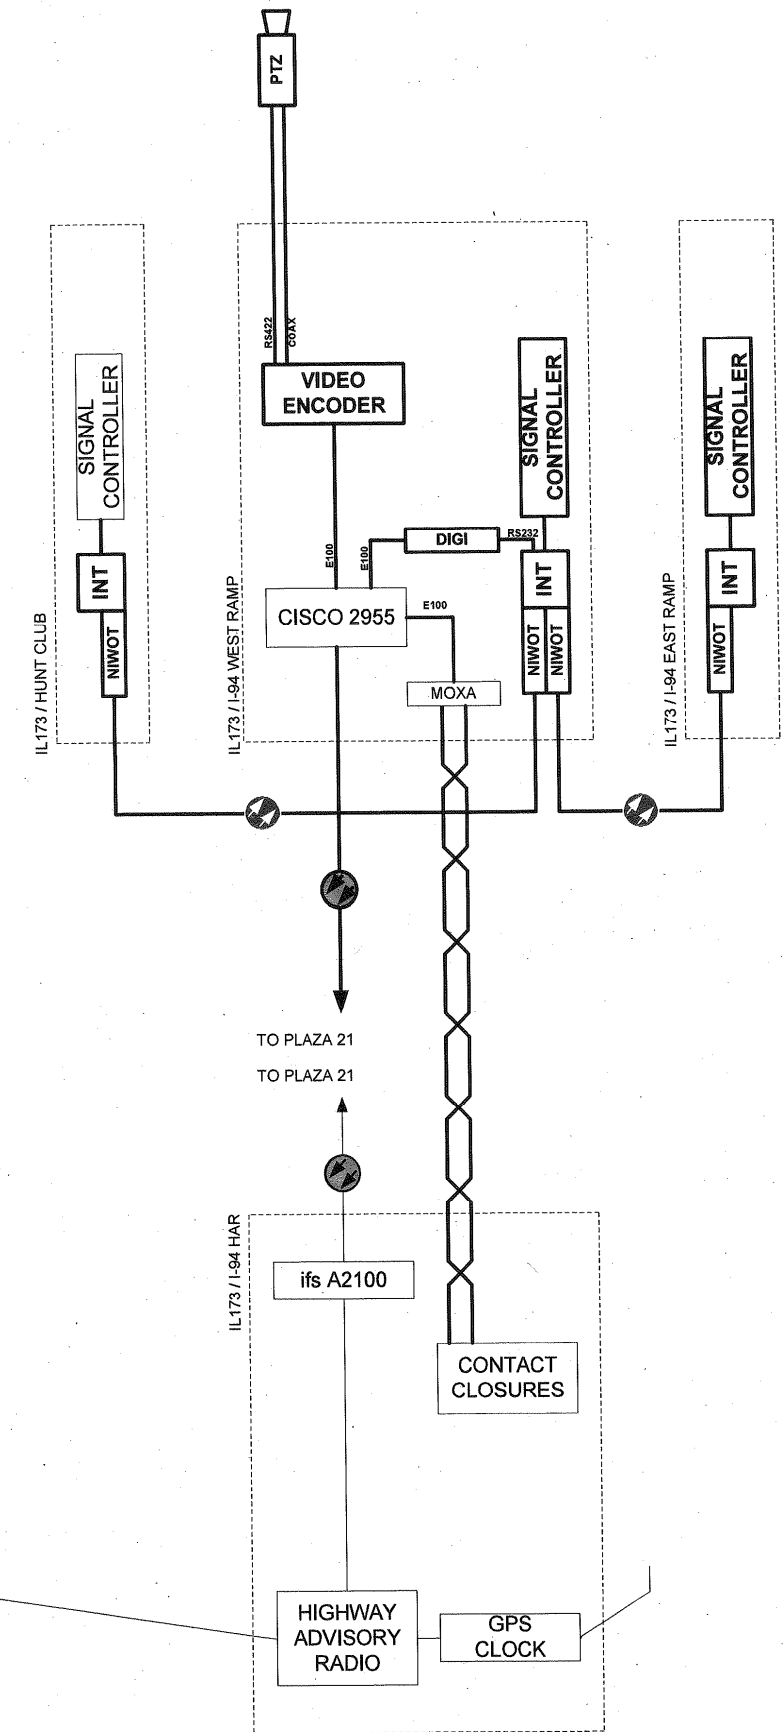 PTZ
RS422
COAX
VIDEO
ENCODER
SIGNAL
CONTROLLER
SIGNAL
CONTROLLER
SIGNAL
CONTROLLER
E100
E100
DIGI
RS232
INT
INT
INT
IL173 / HUNT CLUB
NIWOT
IL173 / I-94 WEST RAMP
CISCO 2955
E100
MOXA
NIWOT
NIWOT
IL173 / I-94 EAST RAMP
NIWOT
TO PLAZA 21
TO PLAZA 21
IL173 / I-94 HAR
ifs A2100
CONTACT
CLOSURES
HIGHWAY
ADVISORY
RADIO
GPS
CLOCK